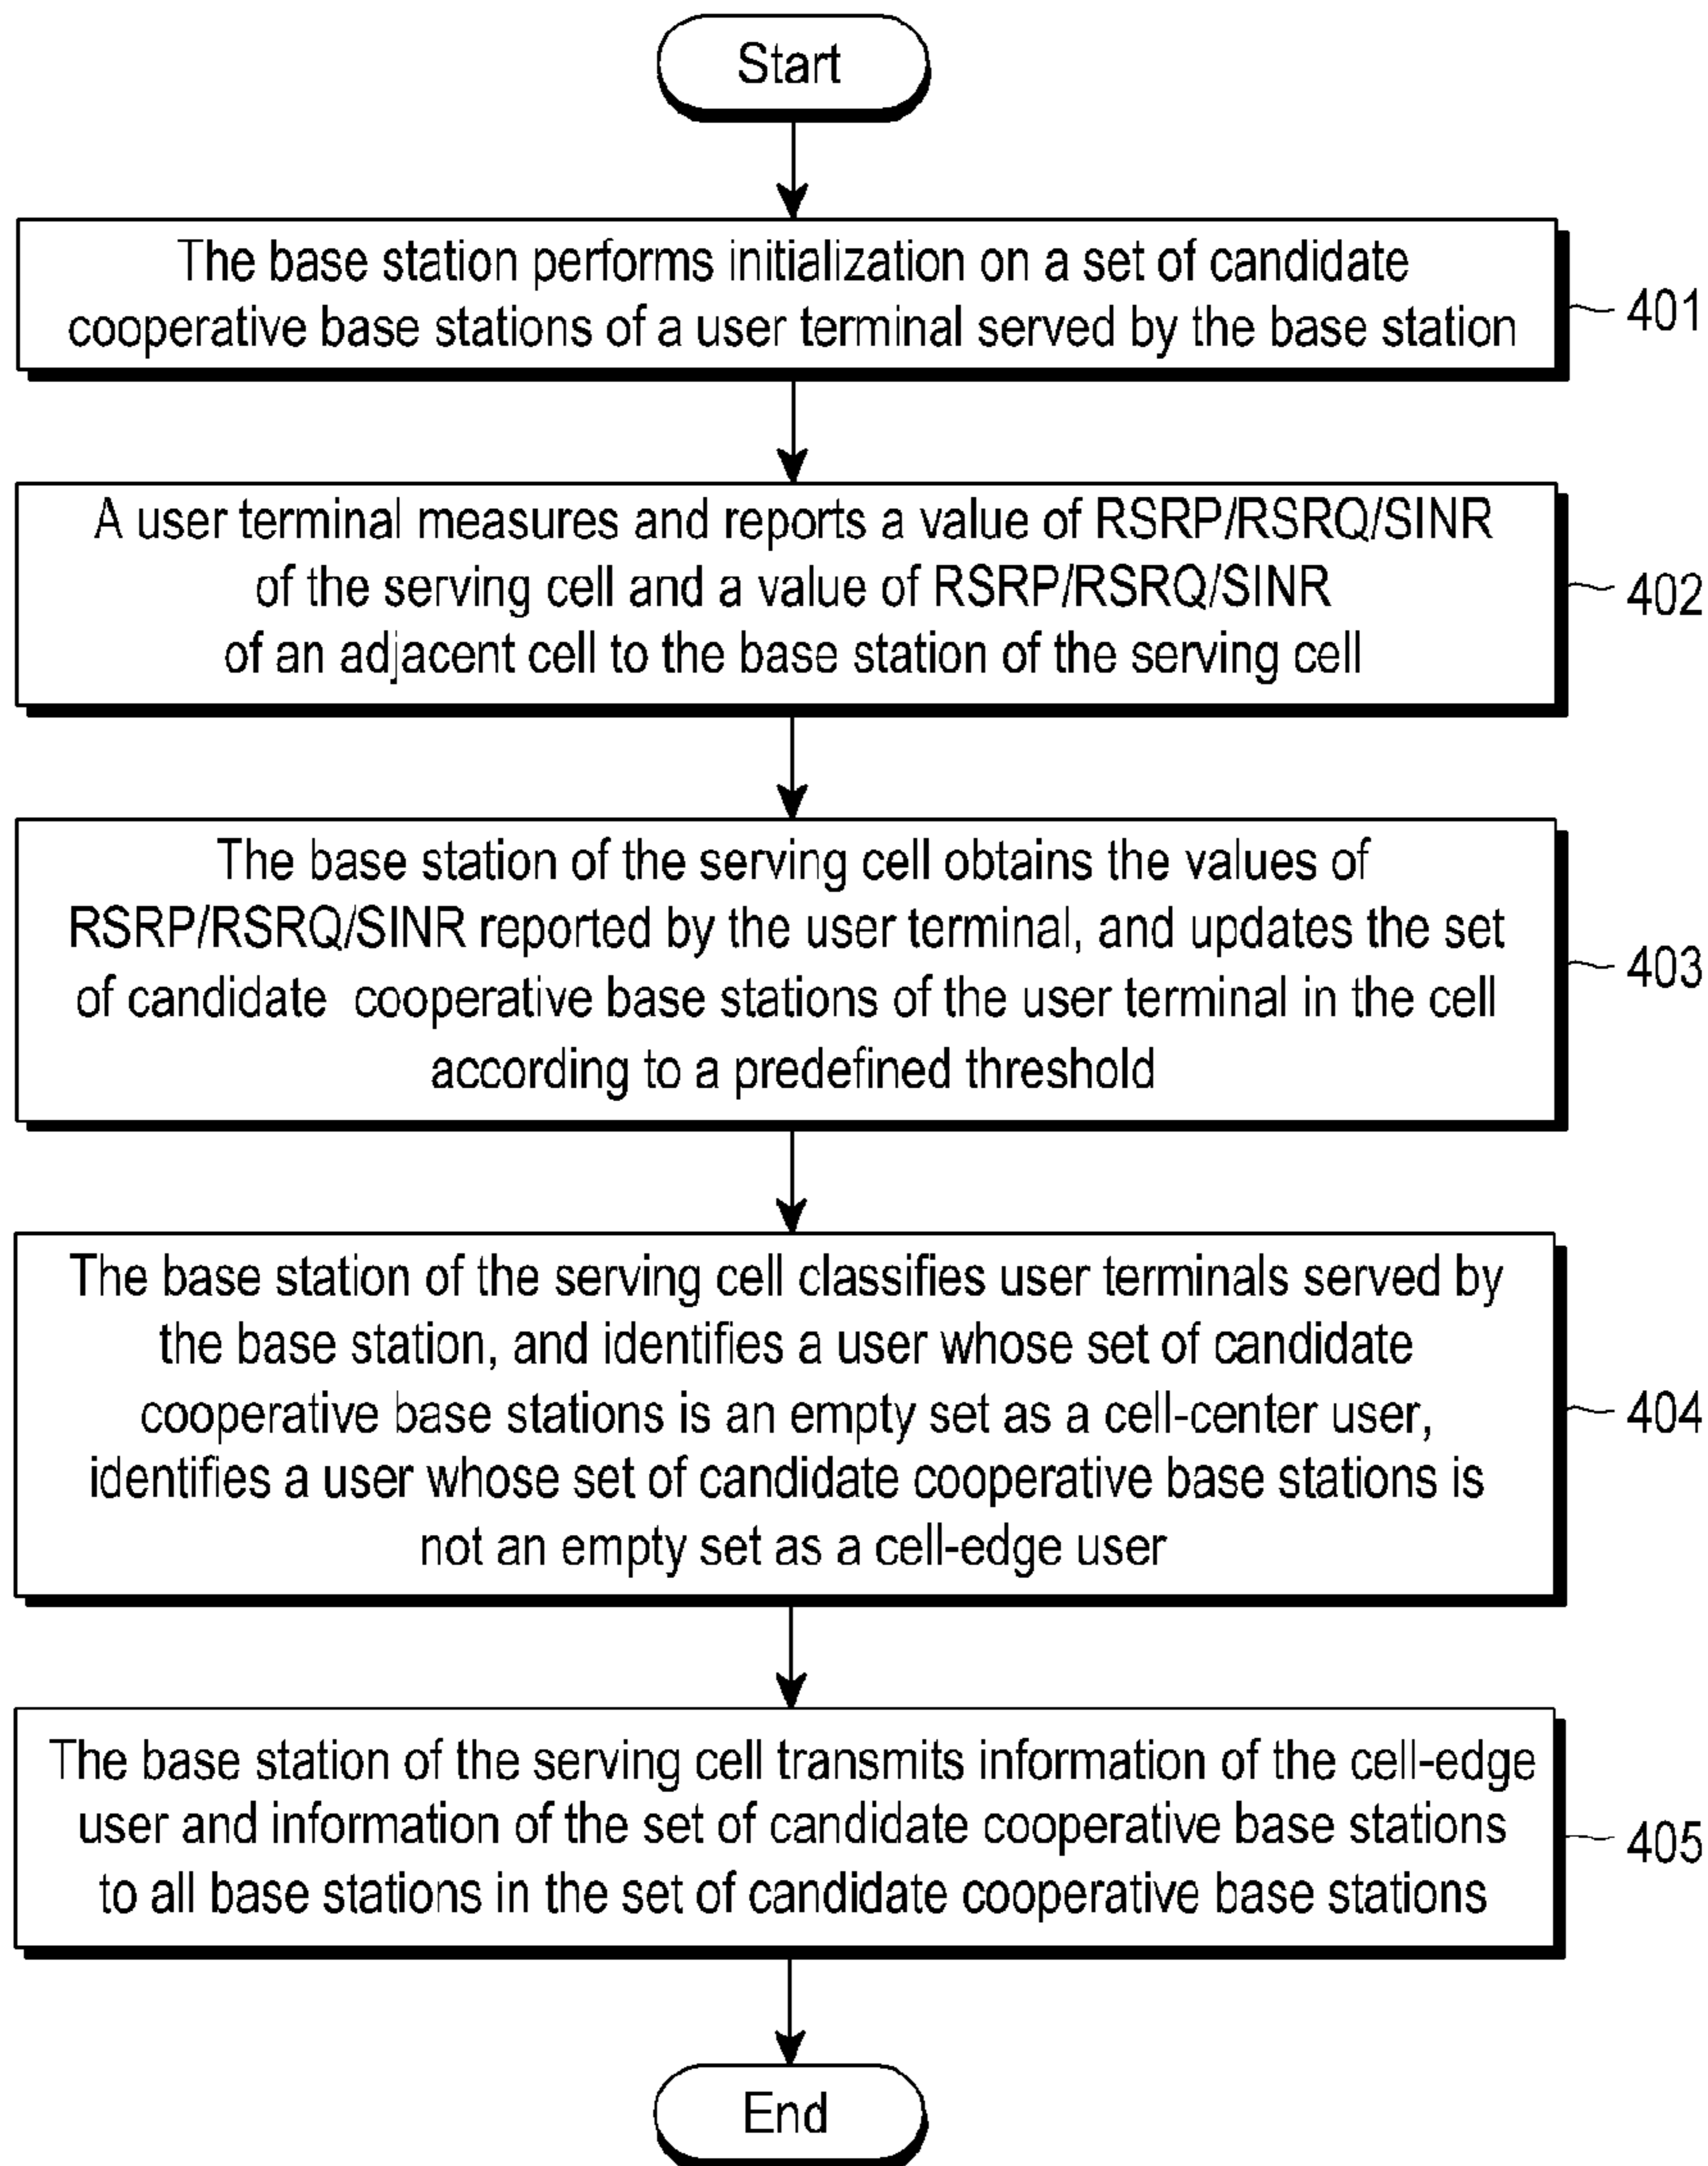 Start
The base station performs initialization on a set of candidate
cooperative base stations of a user terminal served by the base station
401
A user terminal measures and reports a value of RSRP/RSRQ/SINR
of the serving cell and a value of RSRP/RSRQ/SINR
of an adjacent cell to the base station of the serving cell
402
The base station of the serving cell obtains the values of
RSRP/RSRQ/SINR reported by the user terminal, and updates the set
of candidate cooperative base stations of the user terminal in the cell
according to a predefined threshold
403
The base station of the serving cell classifies user terminals served by
the base station, and identifies a user whose set of candidate
cooperative base stations is an empty set as a cell-center user,
identifies a user whose set of candidate cooperative base stations is
not an empty set as a cell-edge user
404
The base station of the serving cell transmits information of the cell-edge
user and information of the set of candidate cooperative base stations
to all base stations in the set of candidate cooperative base stations
405
End